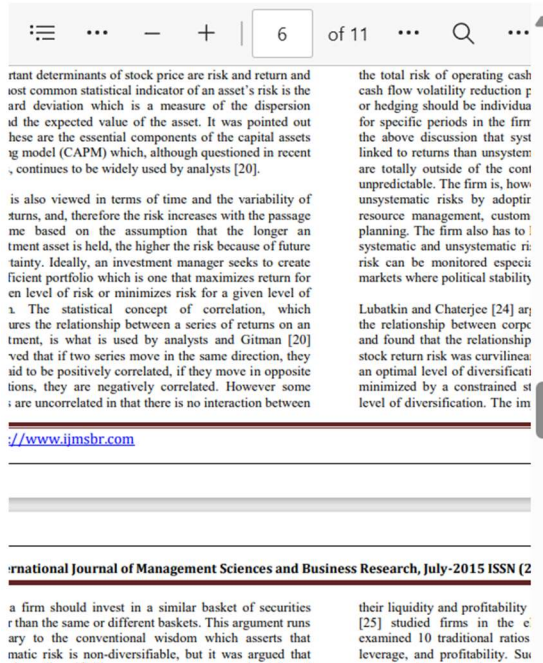 6 of 11
rtant determinants of stock price are risk and return and
ost common statistical indicator of an asset's risk is the
ard deviation which is a measure of the dispersion
d the expected value of the asset. It was pointed out
hese are the essential components of the capital assets
g model (CAPM) which, although questioned in recent
, continues to be widely used by analysts [20].
is also viewed in terms of time and the variability of
turns, and, therefore the risk increases with the passage
me based on the assumption that the longer an
tment asset is held, the higher the risk because of future
tainty. Ideally, an investment manager seeks to create
ficient portfolio which is one that maximizes return for
en level of risk or minimizes risk for a given level of
. The statistical concept of correlation, which
ures the relationship between a series of returns on an
tment, is what is used by analysts and Gitman [20]
ved that if two series move in the same direction, they
aid to be positively correlated, if they move in opposite
tions, they are negatively correlated. However some
s are uncorrelated in that there is no interaction between
the total risk of operating cash
cash flow volatility reduction p
or hedging should be individua
for specific periods in the firm
the above discussion that syst
linked to returns than unsystem
are totally outside of the cont
unpredictable. The firm is, how
unsystematic risks by adoptin
resource management, custom
planning. The firm also has to
systematic and unsystematic ri
risk can be monitored especia
markets where political stability
Lubatkin and Chaterjee [24] arg
the relationship between corpo
and found that the relationship
stock return risk was curvilinea
an optimal level of diversificati
minimized by a constrained st
level of diversification. The im
://www.ijmsbr.com
ernational Journal of Management Sciences and Business Research, July-2015 ISSN (2
a firm should invest in a similar basket of securities
r than the same or different baskets. This argument runs
ary to the conventional wisdom which asserts that
matic risk is non-diversifiable, but it was argued that
their liquidity and profitability
[25] studied firms in the e
examined 10 traditional ratios
leverage, and profitability. Su